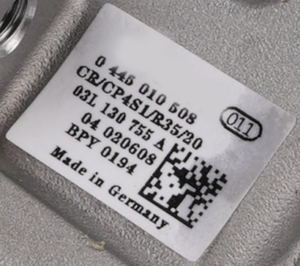 0 445 010 508
CR/CP4S1/R35/20
03L 130 755 A
04 020608
BPY 0194
Made in Germany
011